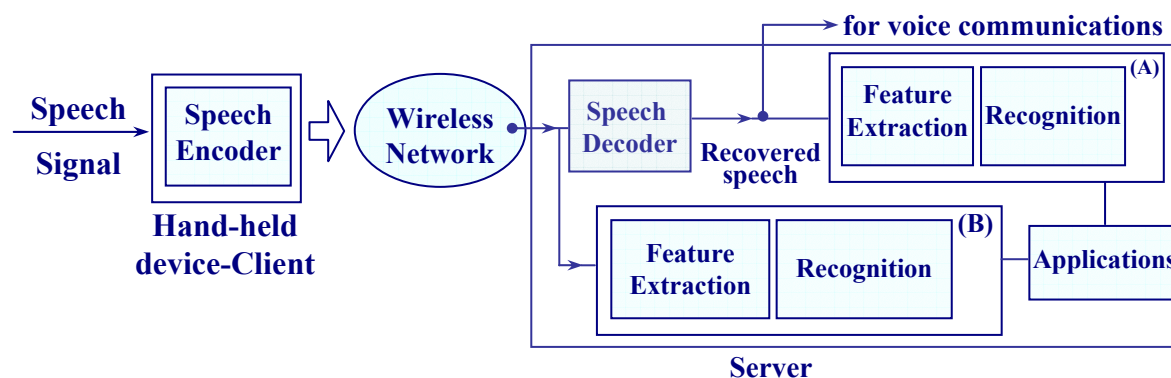 for voice communications
Speech
Signal
Speech
Encoder
Hand-held
device-Client
Wireless
Network
Speech
Decoder
Recovered
speech
(A)
Feature
Extraction
Recognition
(B)
Feature
Extraction
Recognition
Applications
Server